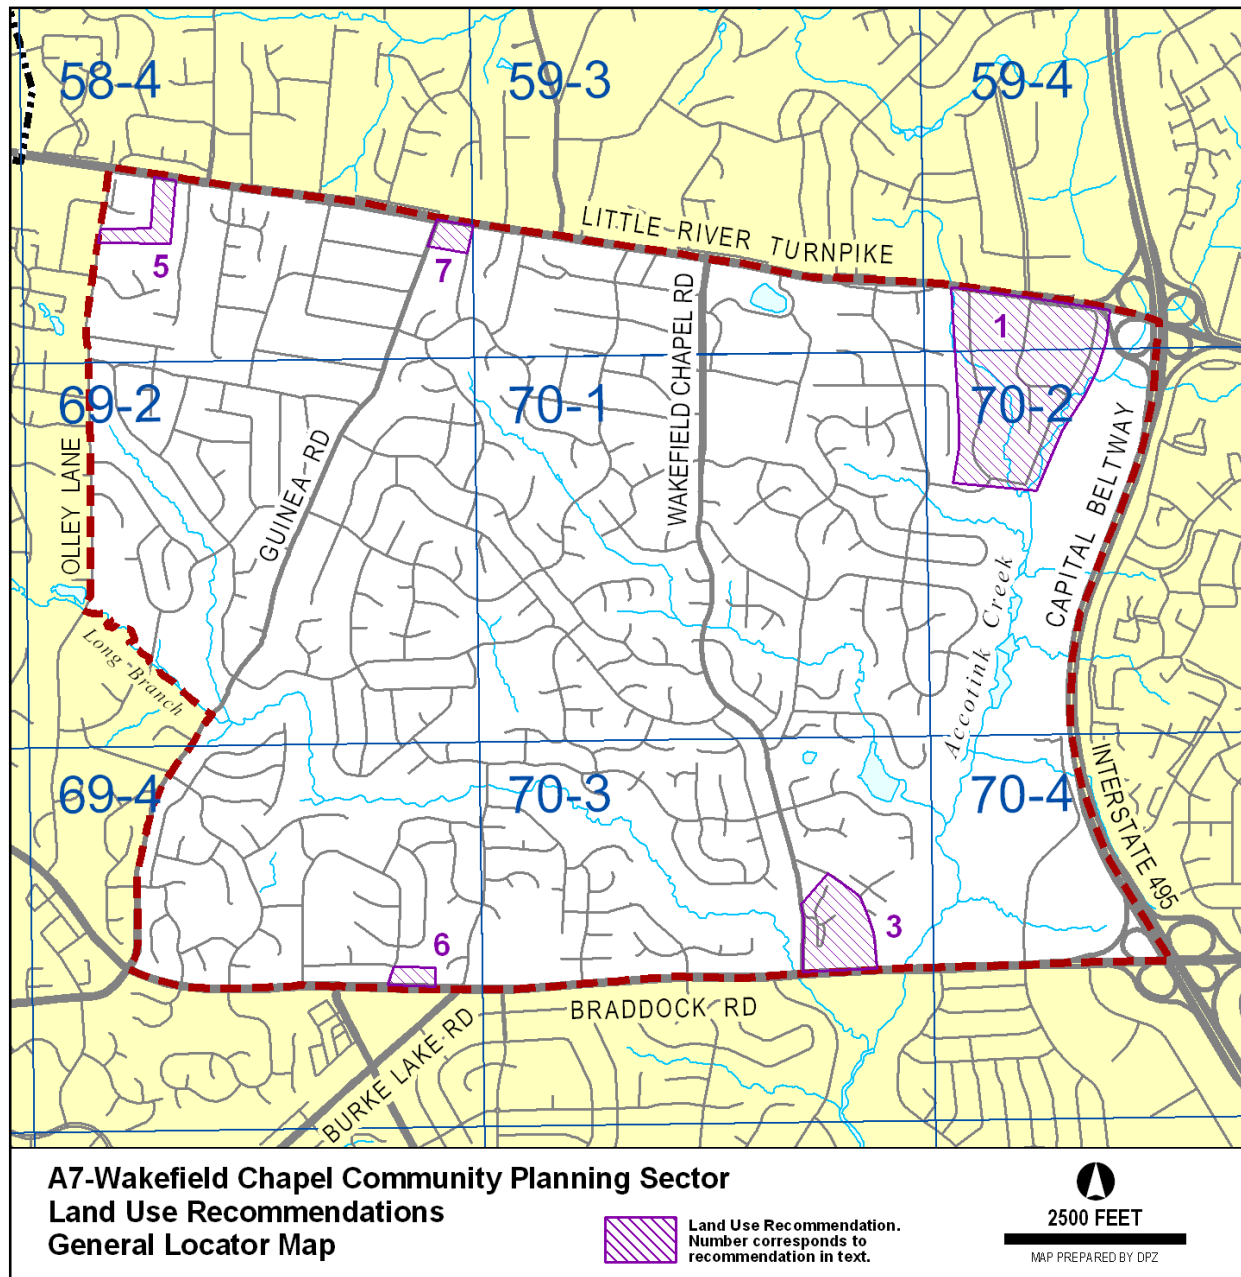 58-4
59-3
59-4
LITTLE RIVER TURNPIKE
5
7
1
69-2
70-1
70-2
WAKEFIELD CHAPEL RD
GUINEA RD
OLLEY LANE
CAPITAL BELTWAY
Accotink Creek
Long Branch
69-4
70-3
70-4
INTERSTATE 495
3
6
BRADDOCK RD
BURKE LAKE RD
A7-Wakefield Chapel Community Planning Sector
Land Use Recommendations
General Locator Map
Land Use Recommendation.
Number corresponds to
recommendation in text.
2500 FEET
MAP PREPARED BY DPZ